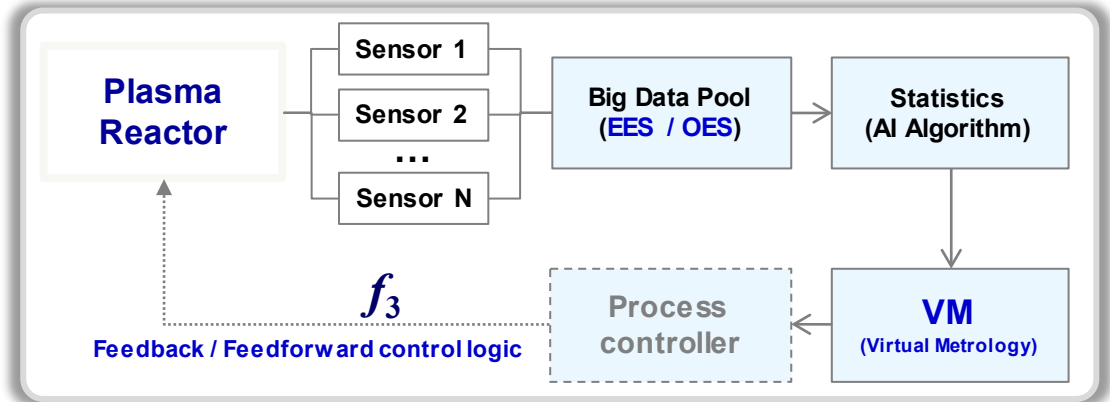 Plasma
Reactor
Sensor 1
Sensor 2
...
Sensor N
Big Data Pool
(EES / OES)
Statistics
(AI Algorithm)
VM
(Virtual Metrology)
Process
controller
f3
Feedback / Feedforward control logic